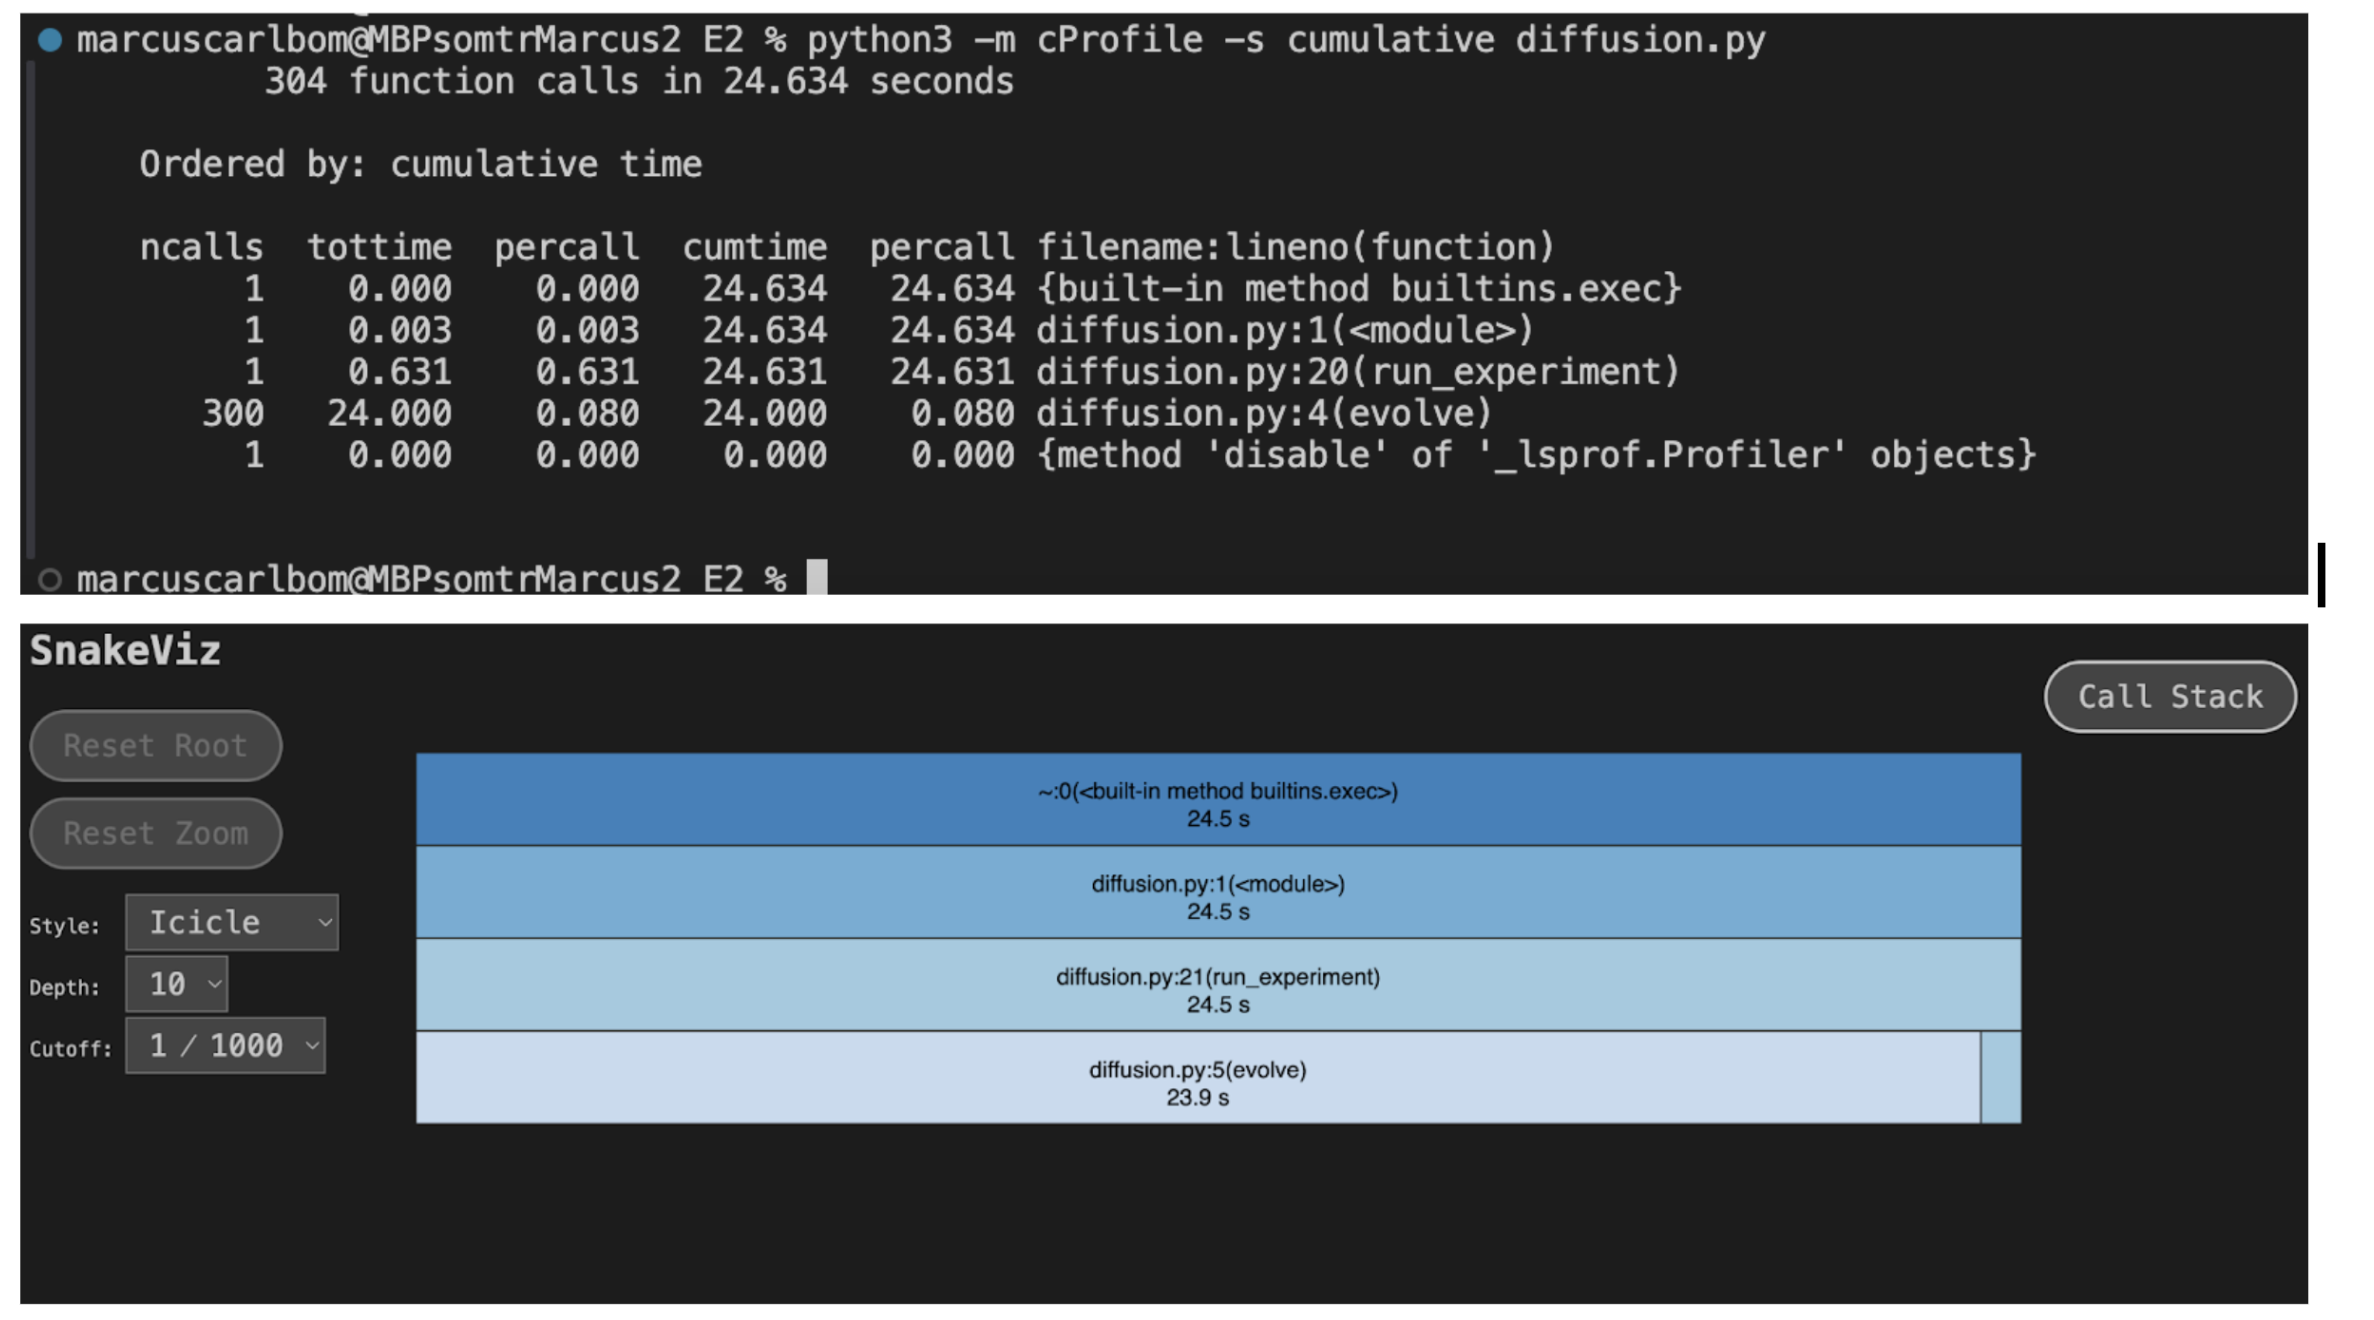 marcuscarlbom@MBPsomtrMarcus2 E2 % python3 -m cProfile -s cumulative diffusion.py
304 function calls in 24.634 seconds
Ordered by: cumulative time
ncalls tottime percall cumtime percall filename:lineno(function)
1 0.000 0.000 24.634 24.634 {built-in method builtins.exec}
1 0.003 0.003 24.634 24.634 diffusion.py:1(<module>)
1 0.631 0.631 24.631 24.631 diffusion.py:20(run_experiment)
300 24.000 0.080 24.000 0.080 diffusion.py:4(evolve)
1 0.000 0.000 0.000 0.000 {method 'disable' of '_lsprof.Profiler' objects}
marcuscarlbom@MBPsomtrMarcus2 E2 %
SnakeViz
Call Stack
Reset Root
Reset Zoom
Style: Icicle
Depth: 10
Cutoff: 1 / 1000
~:0(<built-in method builtins.exec>)
24.5 s
diffusion.py:1(<module>)
24.5 s
diffusion.py:21(run_experiment)
24.5 s
diffusion.py:5(evolve)
23.9 s